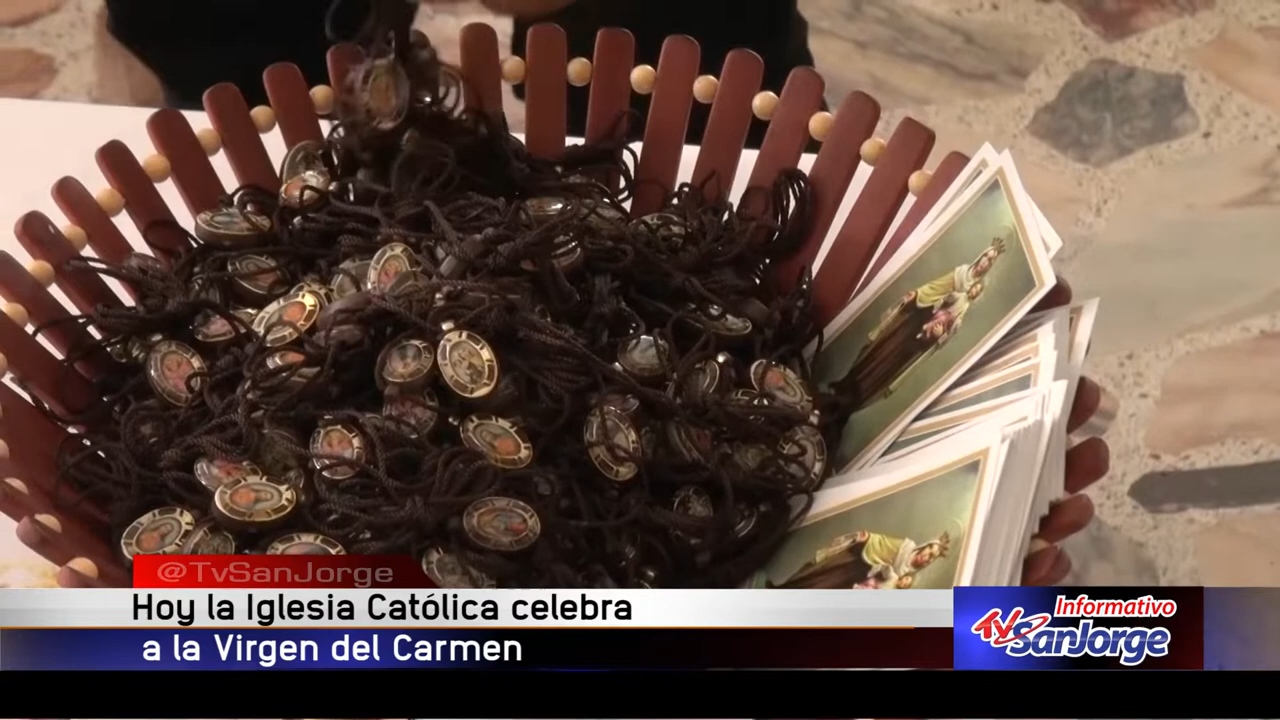 @TvSanJorge
Hoy la Iglesia Católica celebra
a la Virgen del Carmen
Informativo
TV SanJorge